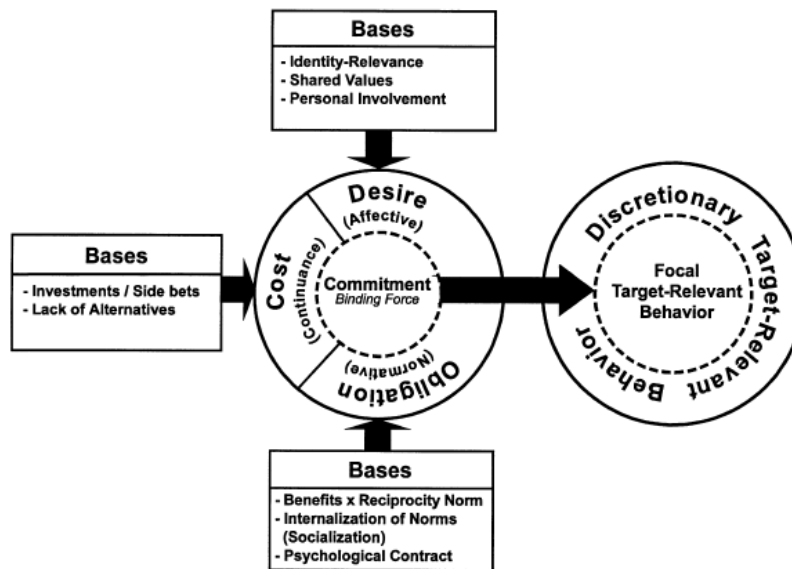 Bases
- Identity-Relevance
- Shared Values
- Personal Involvement
Desire
(Affective)
Cost
(Continuance)
Commitment
Binding Force
(Normative)
Obligation
Bases
- Investments / Side bets
- Lack of Alternatives
Discretionary Target-Relevant Behavior
Focal
Target-Relevant
Behavior
Bases
- Benefits x Reciprocity Norm
- Internalization of Norms
(Socialization)
- Psychological Contract